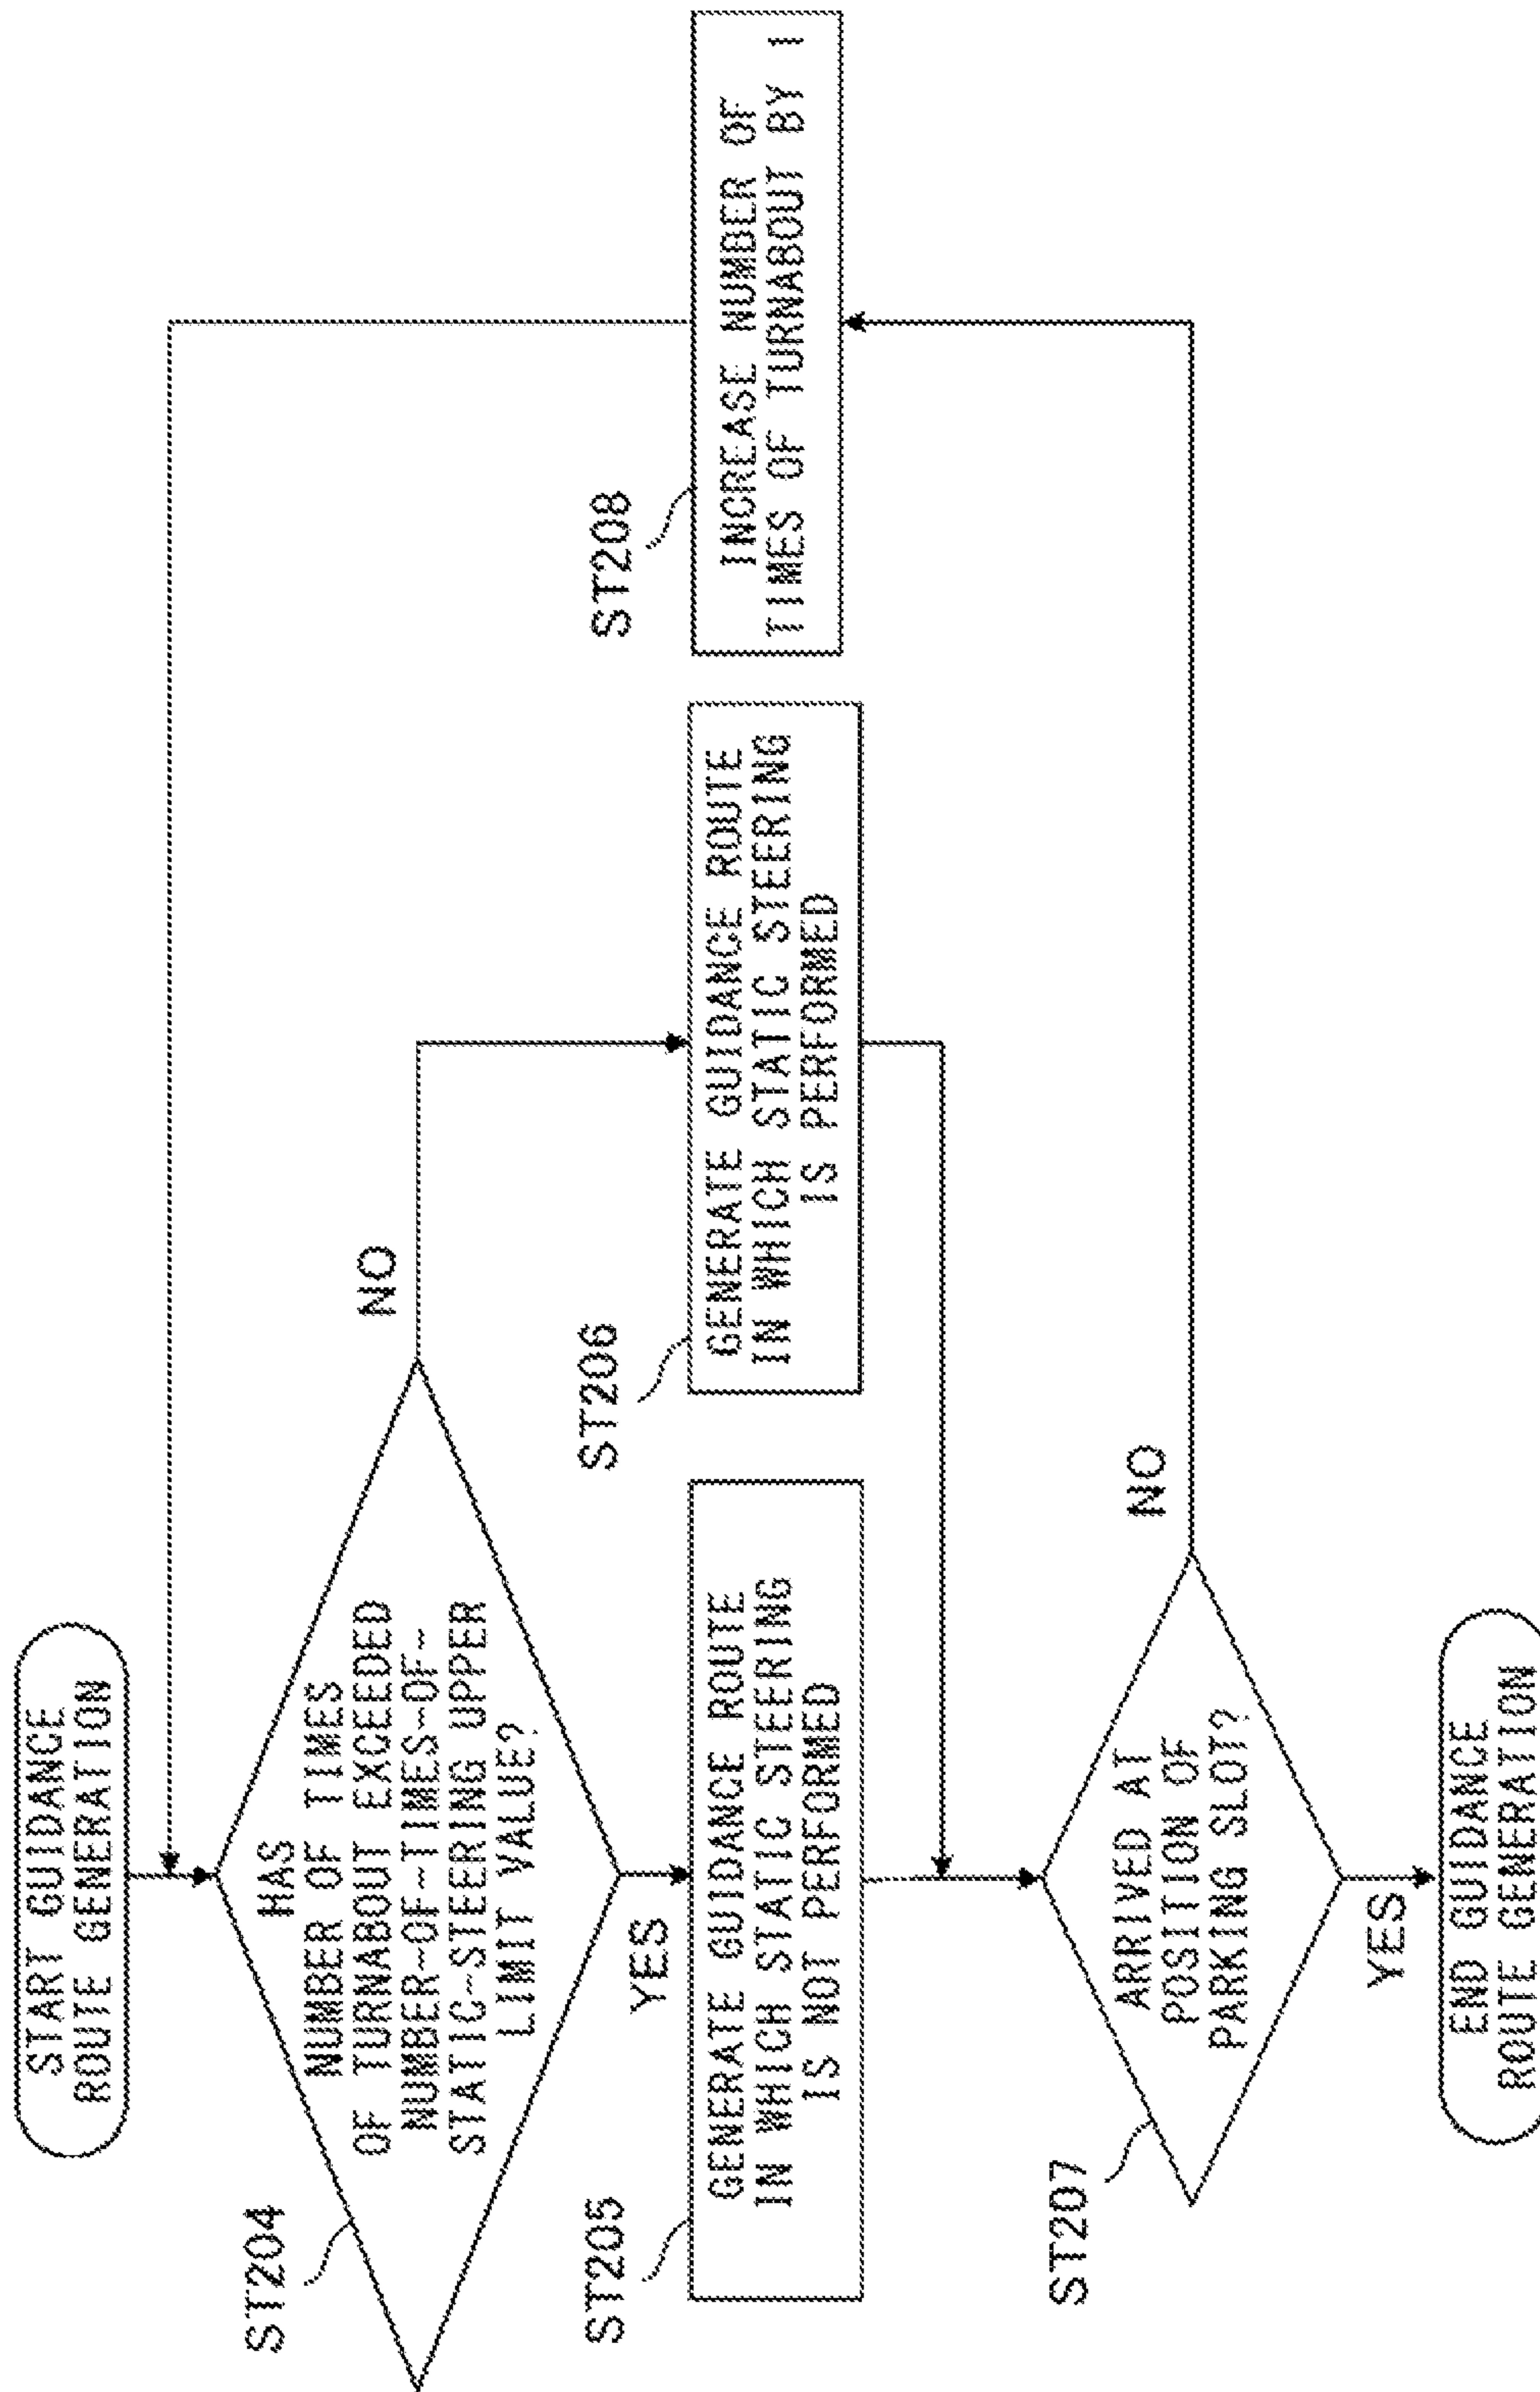 START GUIDANCE
ROUTE GENERATION
ST204
HAS
NUMBER OF TIMES
OF TURNABOUT EXCEEDED
NUMBER-OF-TIMES-OF-
STATIC-STEERING UPPER
LIMIT VALUE?
NO
YES
ST205
GENERATE GUIDANCE ROUTE
IN WHICH STATIC STEERING
IS NOT PERFORMED
ST206
GENERATE GUIDANCE ROUTE
IN WHICH STATIC STEERING
IS PERFORMED
ST208
INCREASE NUMBER OF
TIMES OF TURNABOUT BY 1
ST207
ARRIVED AT
POSITION OF
PARKING SLOT?
NO
YES
END GUIDANCE
ROUTE GENERATION